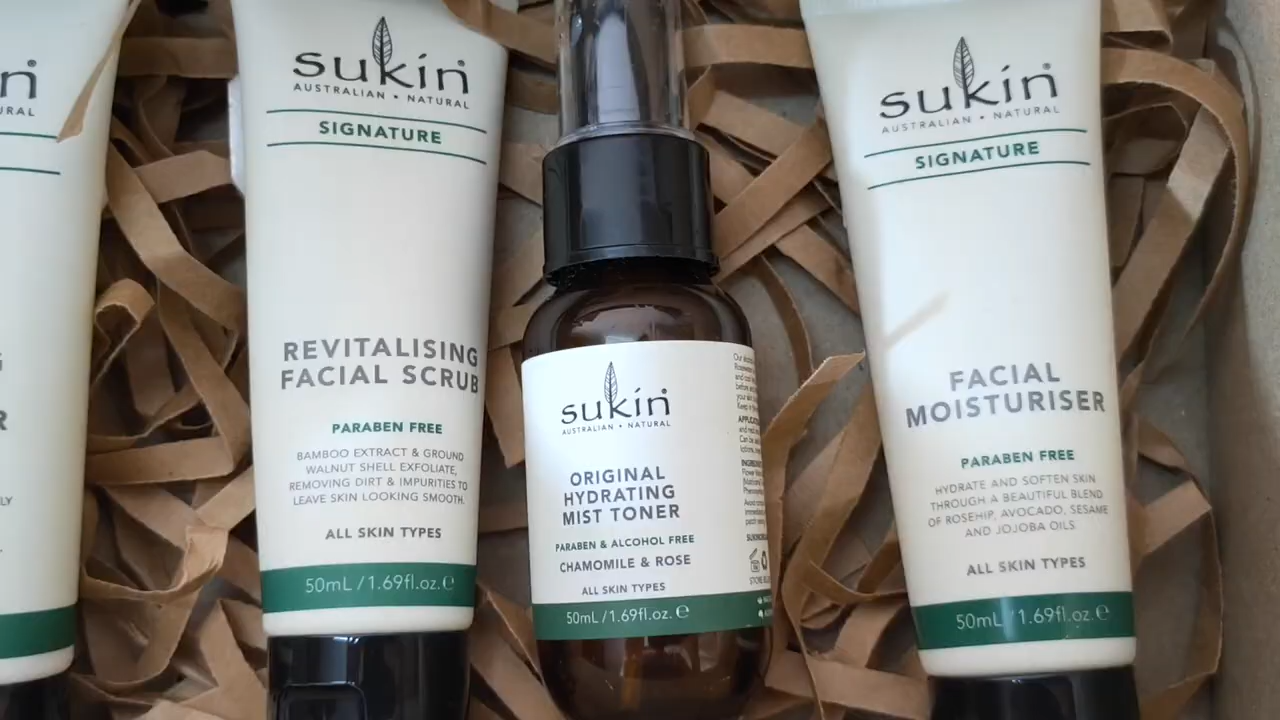 sukin
AUSTRALIAN • NATURAL
SIGNATURE
REVITALISING
FACIAL SCRUB
PARABEN FREE
BAMBOO EXTRACT & GROUND
WALNUT SHELL EXFOLIATE,
REMOVING DIRT & IMPURITIES TO
LEAVE SKIN LOOKING SMOOTH.
ALL SKIN TYPES
50mL / 1.69fl.oz. ℮
sukin
AUSTRALIAN • NATURAL
ORIGINAL
HYDRATING
MIST TONER
PARABEN & ALCOHOL FREE
CHAMOMILE & ROSE
ALL SKIN TYPES
50mL / 1.69fl.oz. ℮
sukin
AUSTRALIAN • NATURAL
SIGNATURE
FACIAL
MOISTURISER
PARABEN FREE
HYDRATE AND SOFTEN SKIN
THROUGH A BEAUTIFUL BLEND
OF ROSEHIP, AVOCADO, SESAME
AND JOJOBA OILS
ALL SKIN TYPES
50mL / 1.69fl.oz. ℮